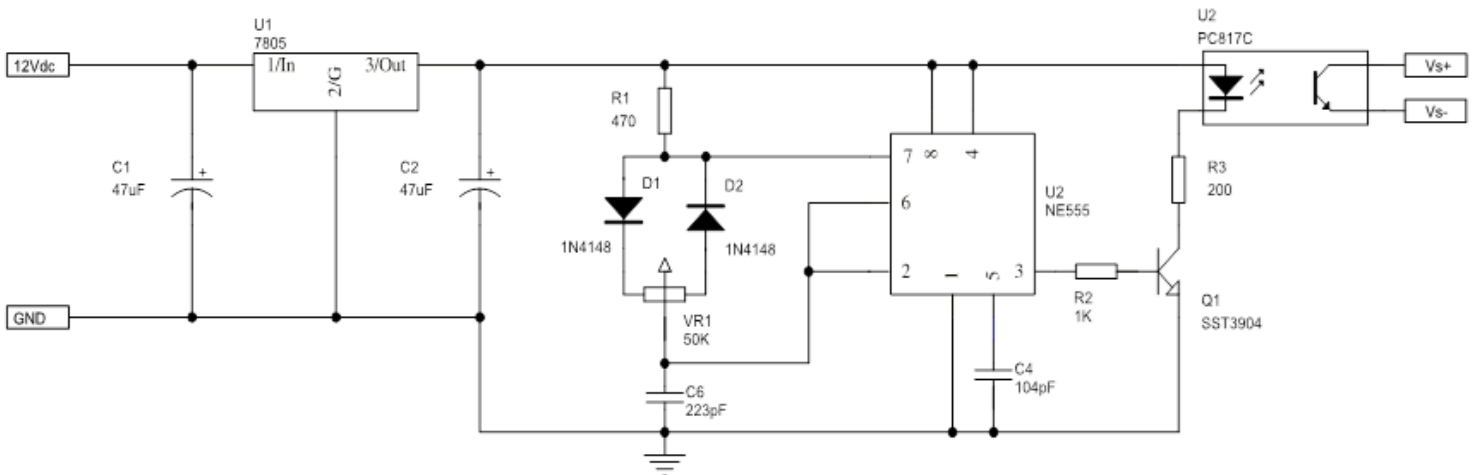 U1
7805
12Vdc
1/In
2/G
3/Out
U2
PC817C
Vs+
Vs-
C1
47uF
+
C2
47uF
+
R1
470
D1
D2
1N4148
1N4148
VR1
50K
C6
223pF
7
8
4
6
2
1
5
3
U2
NE555
R2
1K
R3
200
Q1
SST3904
C4
104pF
GND